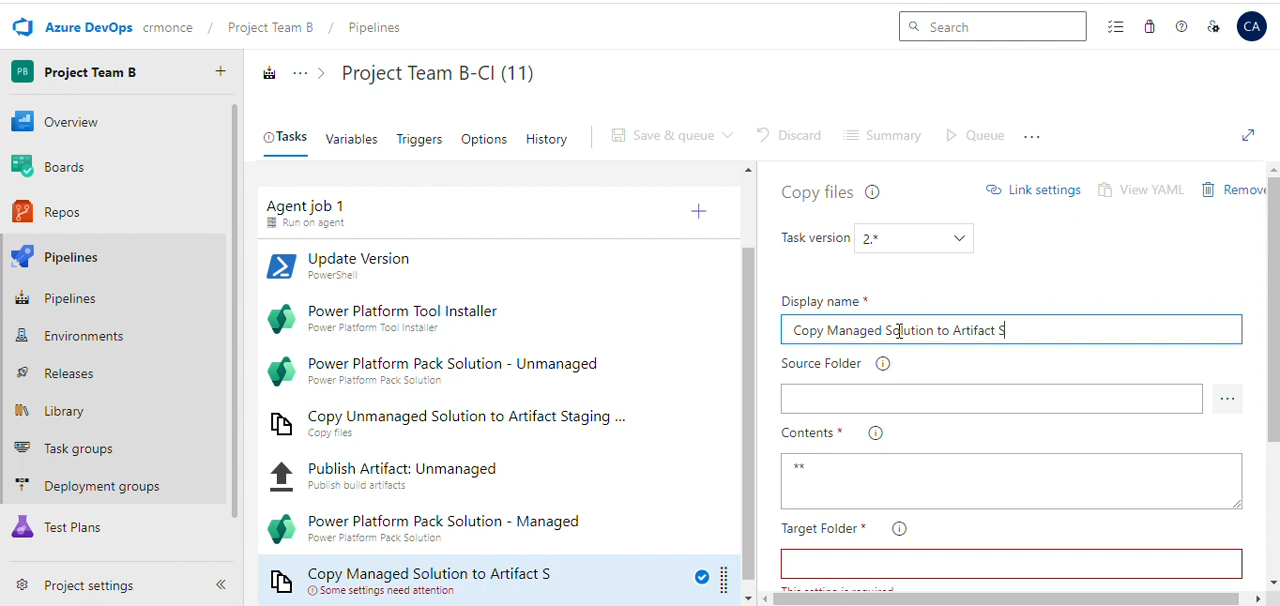 Azure DevOps crmonce / Project Team B / Pipelines
Search
CA
PB Project Team B +
Overview
Boards
Repos
Pipelines
Pipelines
Environments
Releases
Library
Task groups
Deployment groups
Test Plans
Project settings «
··· > Project Team B-CI (11)
Tasks Variables Triggers Options History Save & queue Discard Summary Queue ···
Agent job 1
Run on agent
Update Version
PowerShell
Power Platform Tool Installer
Power Platform Tool Installer
Power Platform Pack Solution - Unmanaged
Power Platform Pack Solution
Copy Unmanaged Solution to Artifact Staging ...
Copy files
Publish Artifact: Unmanaged
Publish build artifacts
Power Platform Pack Solution - Managed
Power Platform Pack Solution
Copy Managed Solution to Artifact S
Some settings need attention
Copy files Link settings View YAML Remove
Task version 2.*
Display name *
Copy Managed Solution to Artifact S
Source Folder
···
Contents *
**
Target Folder *
This setting is required.